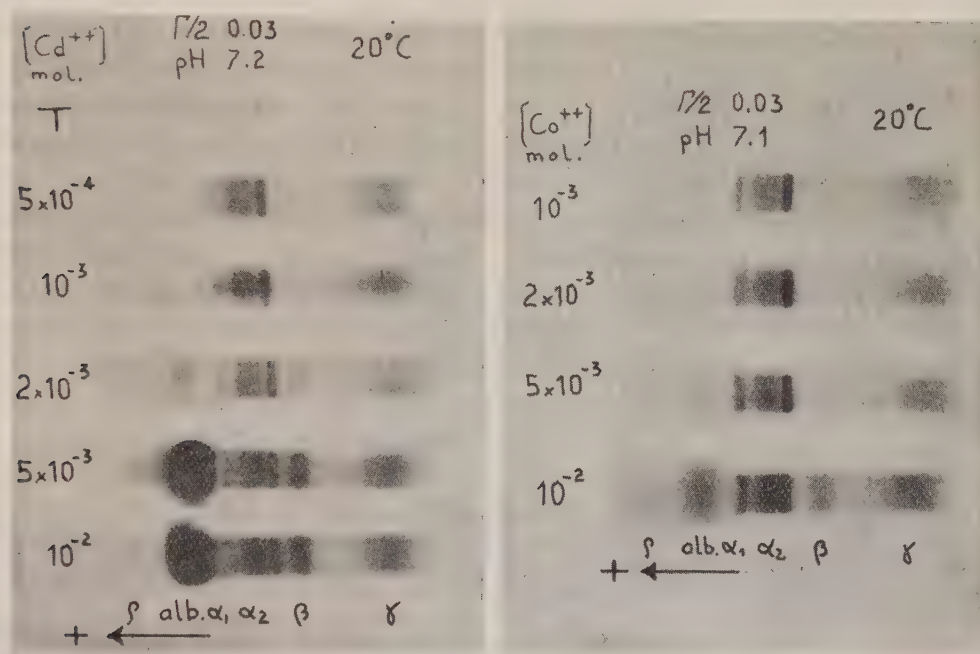 [Cd⁺⁺] Γ/2 0.03 20°C
mol. pH 7.2
T
5×10⁻⁴
10⁻³
2×10⁻³
5×10⁻³
10⁻²
ρ alb. α₁ α₂ β γ
+ ←
[Co⁺⁺] Γ/2 0.03 20°C
mol. pH 7.1
10⁻³
2×10⁻³
5×10⁻³
10⁻²
ρ alb. α₁ α₂ β γ
+ ←